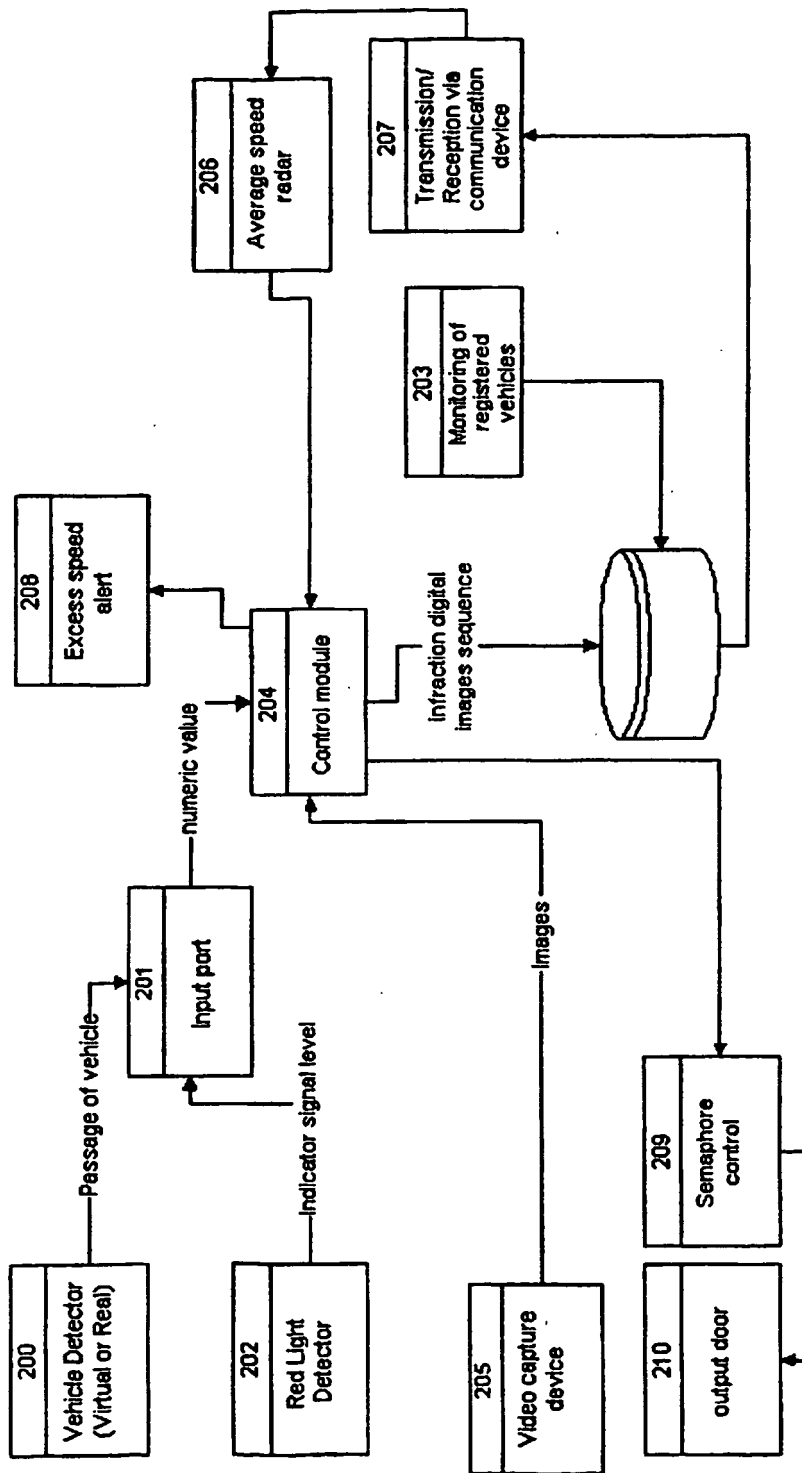 200
Vehicle Detector
(Virtual or Real)
Passage of vehicle
202
Red Light
Detector
Indicator signal level
201
Input port
numeric value
205
Video capture
device
Images
210
output door
209
Semaphore
control
208
Excess speed
alert
204
Control module
Infraction digital
images sequence
206
Average speed
radar
203
Monitoring of
registered
vehicles
207
Transmission/
Reception via
communication
device